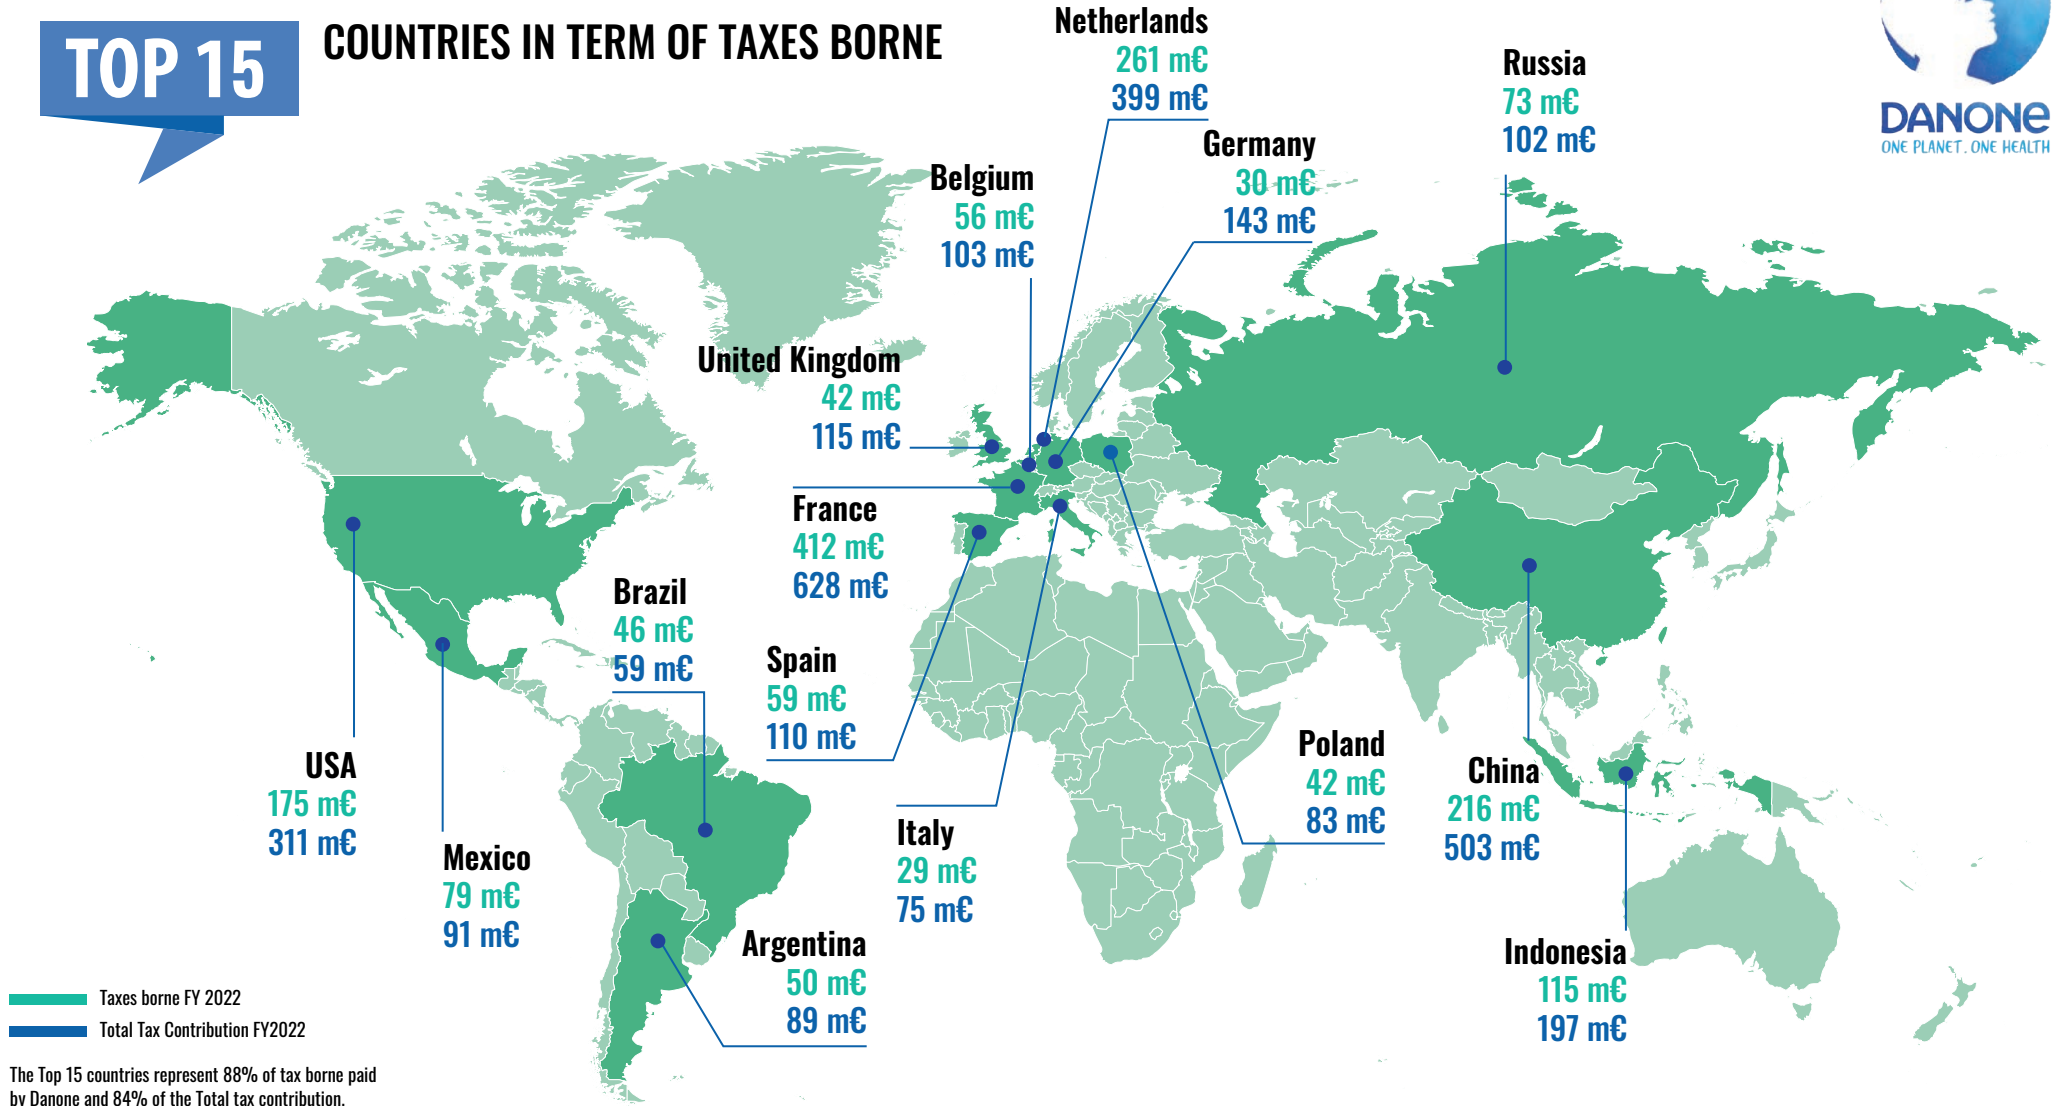 TOP 15
COUNTRIES IN TERM OF TAXES BORNE
DANONE
ONE PLANET. ONE HEALTH
Netherlands
261 m€
399 m€
Russia
73 m€
102 m€
Germany
30 m€
143 m€
Belgium
56 m€
103 m€
United Kingdom
42 m€
115 m€
France
412 m€
628 m€
Brazil
46 m€
59 m€
Spain
59 m€
110 m€
USA
175 m€
311 m€
Mexico
79 m€
91 m€
Italy
29 m€
75 m€
Poland
42 m€
83 m€
China
216 m€
503 m€
Argentina
50 m€
89 m€
Indonesia
115 m€
197 m€
Taxes borne FY 2022
Total Tax Contribution FY2022
The Top 15 countries represent 88% of tax borne paid
by Danone and 84% of the Total tax contribution.